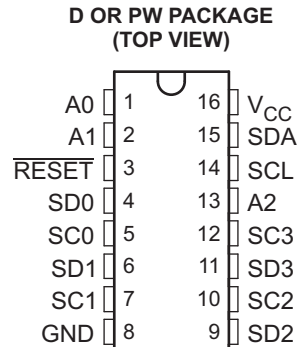 D OR PW PACKAGE
(TOP VIEW)
A0 1 16 VCC
A1 2 15 SDA
RESET 3 14 SCL
SD0 4 13 A2
SC0 5 12 SC3
SD1 6 11 SD3
SC1 7 10 SC2
GND 8 9 SD2